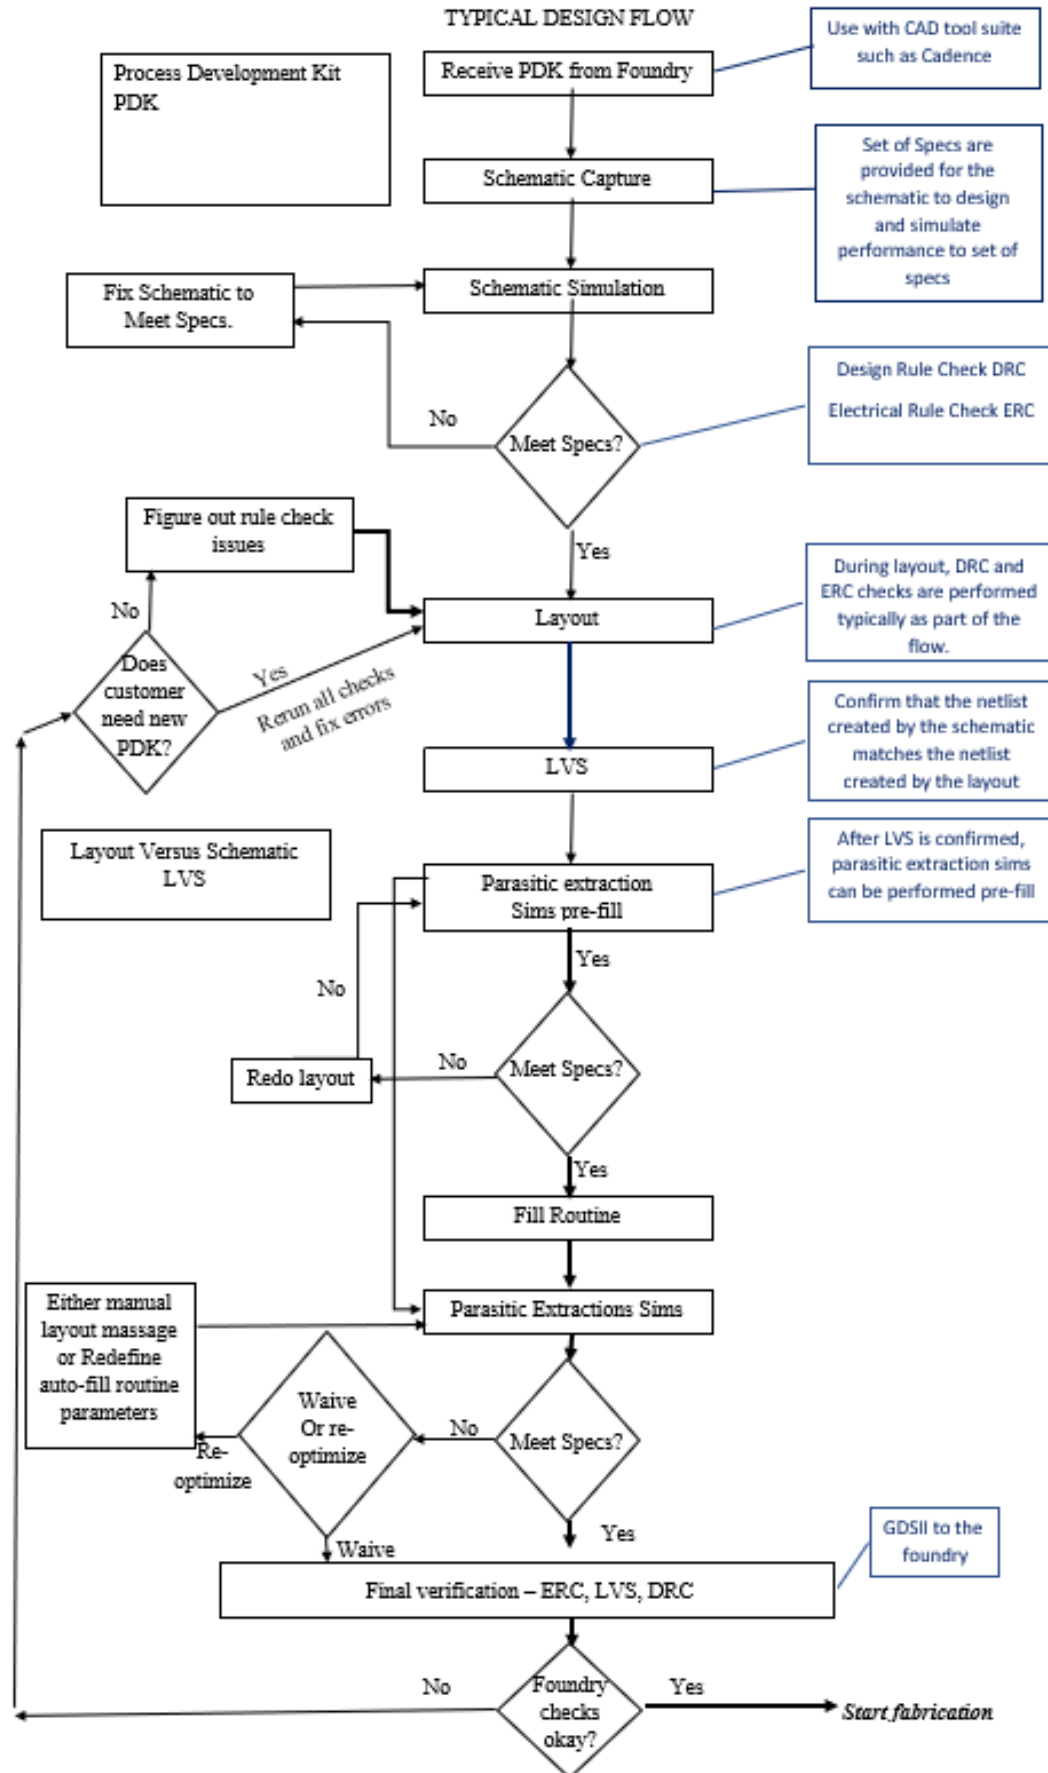 TYPICAL DESIGN FLOW
Process Development Kit
PDK
Receive PDK from Foundry
Use with CAD tool suite
such as Cadence
Schematic Capture
Set of Specs are
provided for the
schematic to design
and simulate
performance to set of
specs
Fix Schematic to
Meet Specs.
Schematic Simulation
No
Meet Specs?
Design Rule Check DRC
Electrical Rule Check ERC
Yes
Figure out rule check
issues
No
Layout
During layout, DRC and
ERC checks are performed
typically as part of the
flow.
Does
customer
need new
PDK?
Yes
Rerun all checks
and fix errors
LVS
Confirm that the netlist
created by the schematic
matches the netlist
created by the layout
Layout Versus Schematic
LVS
Parasitic extraction
Sims pre-fill
After LVS is confirmed,
parasitic extraction sims
can be performed pre-fill
Yes
No
Meet Specs?
No
Redo layout
Yes
Fill Routine
Parasitic Extractions Sims
Either manual
layout massage
or Redefine
auto-fill routine
parameters
Waive
Or re-
optimize
No
Meet Specs?
Re-
optimize
Yes
Waive
GDSII to the
foundry
Final verification – ERC, LVS, DRC
No
Foundry
checks
okay?
Yes
Start fabrication